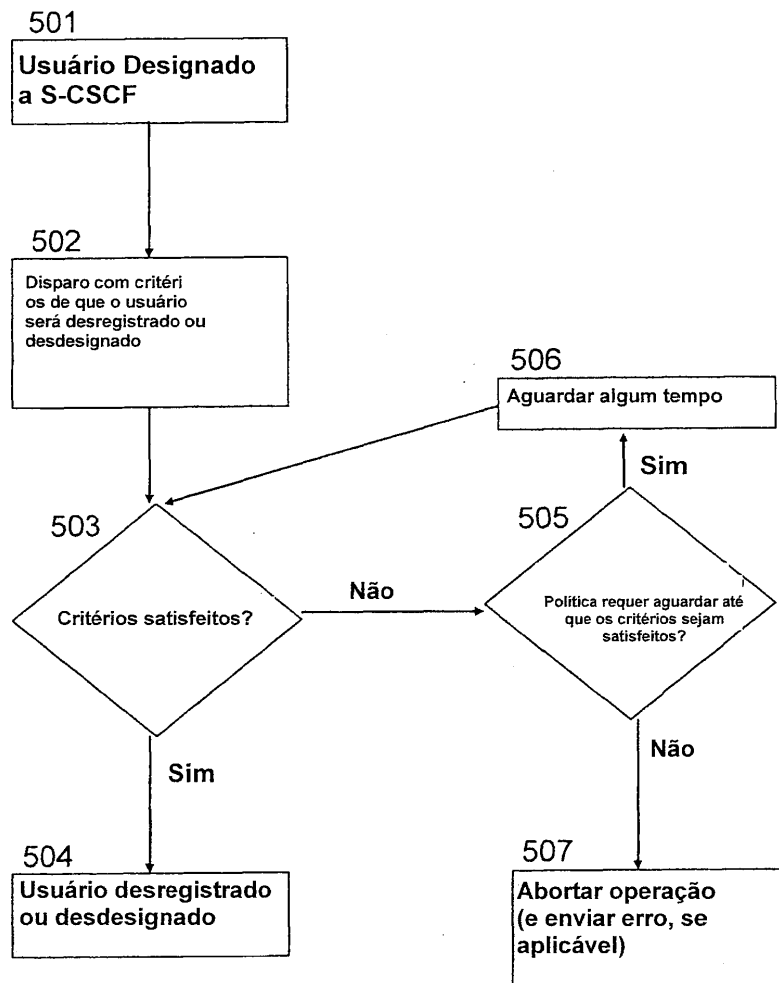 501
Usuário Designado
a S-CSCF
502
Disparo com critéri
os de que o usuário
será desregistrado ou
desdesignado
506
Aguardar algum tempo
Sim
503
505
Não
Critérios satisfeitos?
Política requer aguardar até
que os critérios sejam
satisfeitos?
Sim
Não
504
Usuário desregistrado
ou desdesignado
507
Abortar operação
(e enviar erro, se
aplicável)